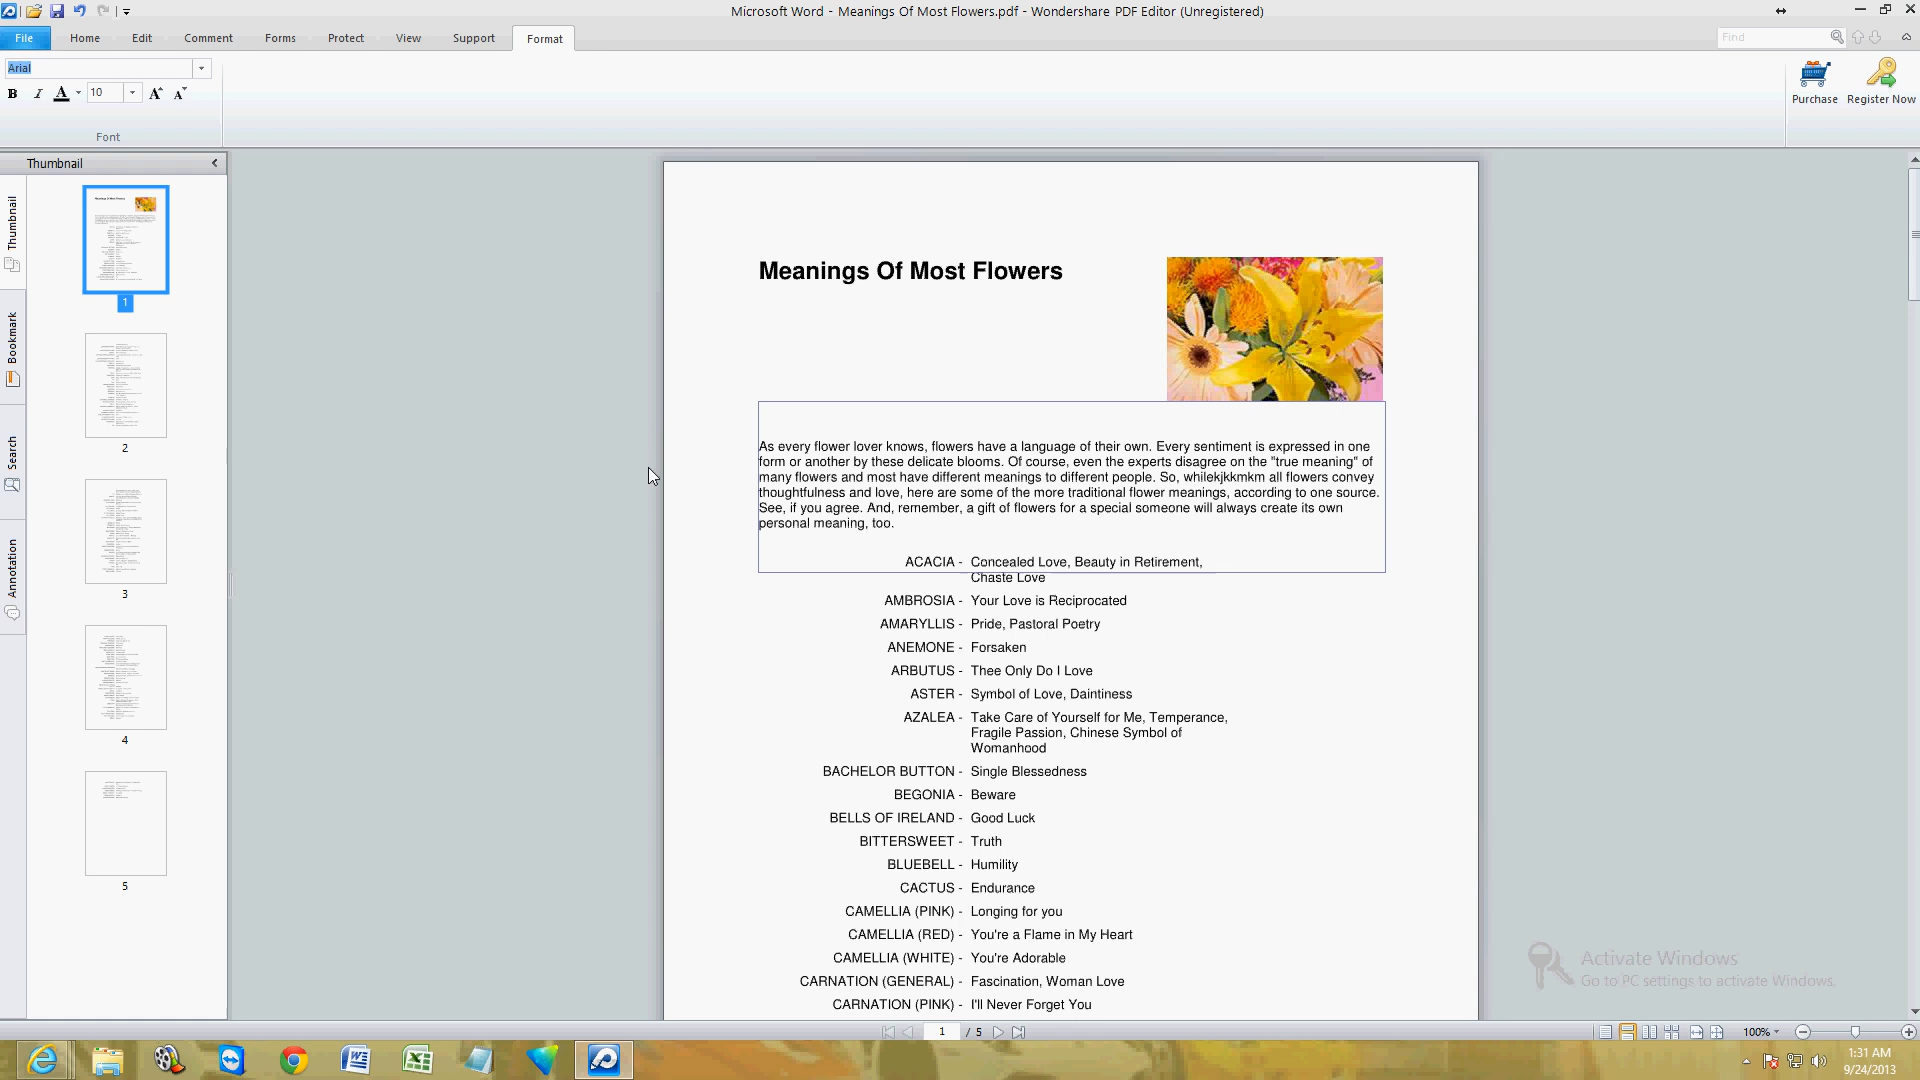 Microsoft Word - Meanings Of Most Flowers.pdf - Wondershare PDF Editor (Unregistered)
File Home Edit Comment Forms Protect View Support Format
Find
Arial
B I A 10 A A
Font
Purchase Register Now
Thumbnail
Thumbnail
Bookmark
Search
Annotation
1
2
3
4
5
Meanings Of Most Flowers
As every flower lover knows, flowers have a language of their own. Every sentiment is expressed in one
form or another by these delicate blooms. Of course, even the experts disagree on the "true meaning" of
many flowers and most have different meanings to different people. So, whilekjkkmkm all flowers convey
thoughtfulness and love, here are some of the more traditional flower meanings, according to one source.
See, if you agree. And, remember, a gift of flowers for a special someone will always create its own
personal meaning, too.
ACACIA - Concealed Love, Beauty in Retirement,
Chaste Love
AMBROSIA - Your Love is Reciprocated
AMARYLLIS - Pride, Pastoral Poetry
ANEMONE - Forsaken
ARBUTUS - Thee Only Do I Love
ASTER - Symbol of Love, Daintiness
AZALEA - Take Care of Yourself for Me, Temperance,
Fragile Passion, Chinese Symbol of
Womanhood
BACHELOR BUTTON - Single Blessedness
BEGONIA - Beware
BELLS OF IRELAND - Good Luck
BITTERSWEET - Truth
BLUEBELL - Humility
CACTUS - Endurance
CAMELLIA (PINK) - Longing for you
CAMELLIA (RED) - You're a Flame in My Heart
CAMELLIA (WHITE) - You're Adorable
CARNATION (GENERAL) - Fascination, Woman Love
CARNATION (PINK) - I'll Never Forget You
Activate Windows
Go to PC settings to activate Windows.
1 / 5
100%
1:31 AM
9/24/2013